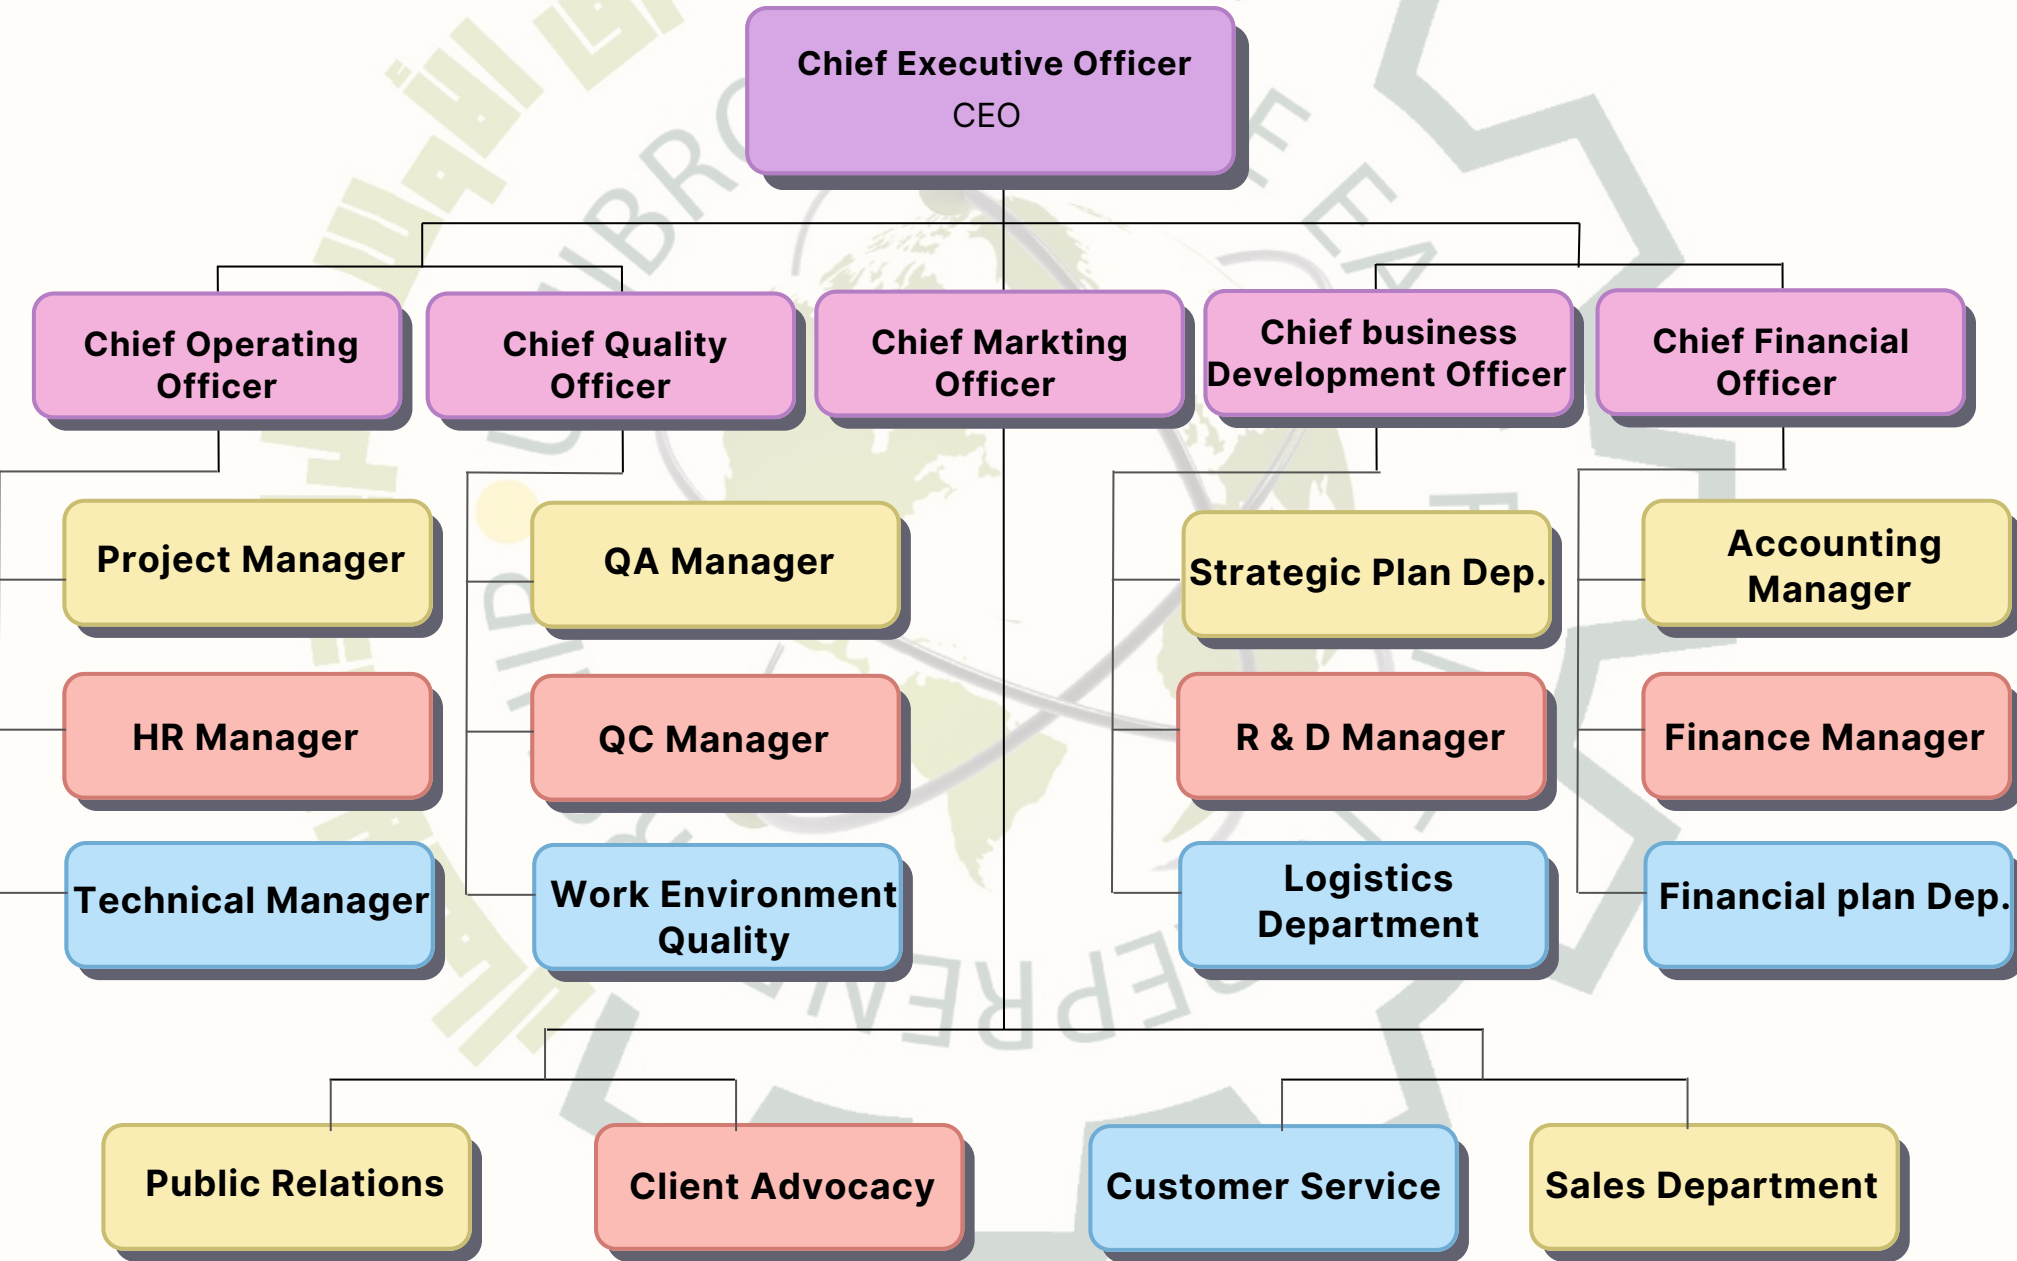 Chief Executive Officer
CEO
Chief Operating
Officer
Chief Quality
Officer
Chief Markting
Officer
Chief business
Development Officer
Chief Financial
Officer
Project Manager
QA Manager
Strategic Plan Dep.
Accounting
Manager
HR Manager
QC Manager
R & D Manager
Finance Manager
Technical Manager
Work Environment
Quality
Logistics
Department
Financial plan Dep.
Public Relations
Client Advocacy
Customer Service
Sales Department